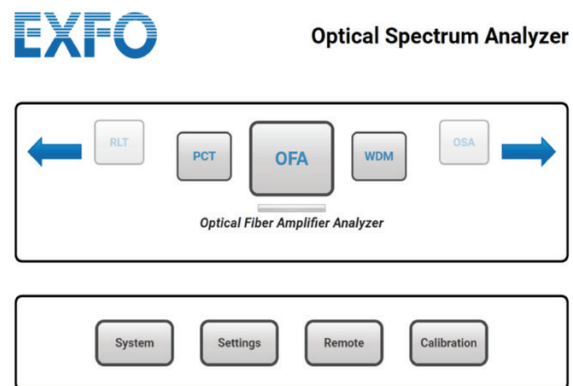 EXFO
Optical Spectrum Analyzer
RLT PCT OFA WDM OSA
Optical Fiber Amplifier Analyzer
System Settings Remote Calibration